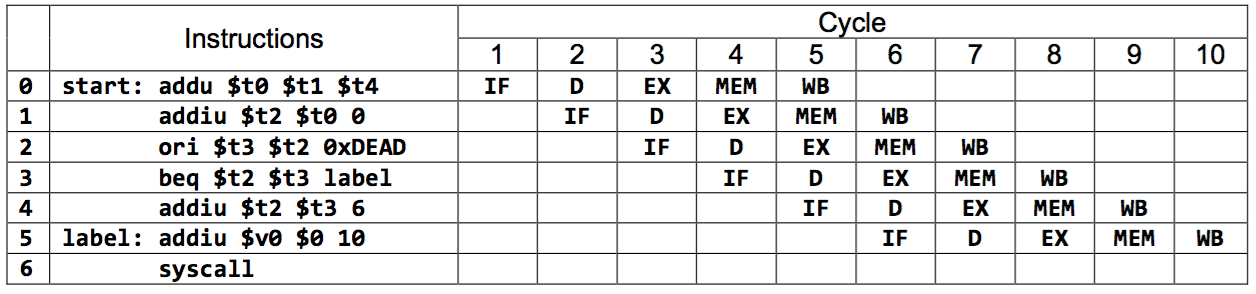 Instructions Cycle
1 2 3 4 5 6 7 8 9 10
0 start: addu $t0 $t1 $t4 IF D EX MEM WB
1 addiu $t2 $t0 0 IF D EX MEM WB
2 ori $t3 $t2 0xDEAD IF D EX MEM WB
3 beq $t2 $t3 label IF D EX MEM WB
4 addiu $t2 $t3 6 IF D EX MEM WB
5 label: addiu $v0 $0 10 IF D EX MEM WB
6 syscall